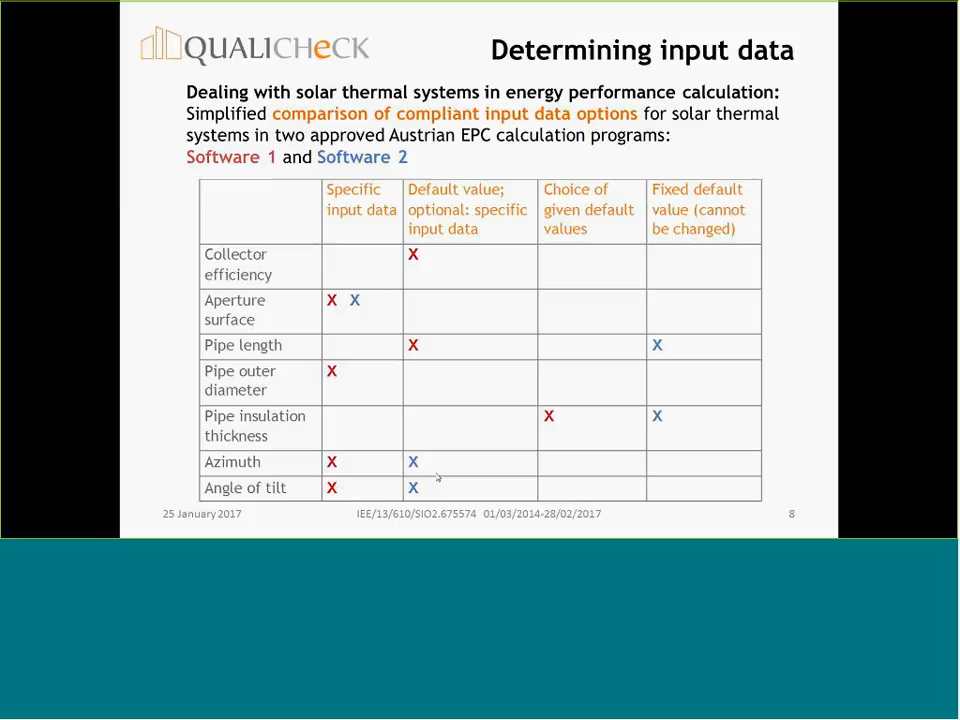 QUALICHeCK
Determining input data
Dealing with solar thermal systems in energy performance calculation:
Simplified comparison of compliant input data options for solar thermal
systems in two approved Austrian EPC calculation programs:
Software 1 and Software 2
Specific input data
Default value; optional: specific input data
Choice of given default values
Fixed default value (cannot be changed)
Collector efficiency
X
Aperture surface
X X
Pipe length
X X
Pipe outer diameter
X
Pipe insulation thickness
X X
Azimuth
X X
Angle of tilt
X X
25 January 2017
IEE/13/610/SIO2.675574 01/03/2014-28/02/2017
8